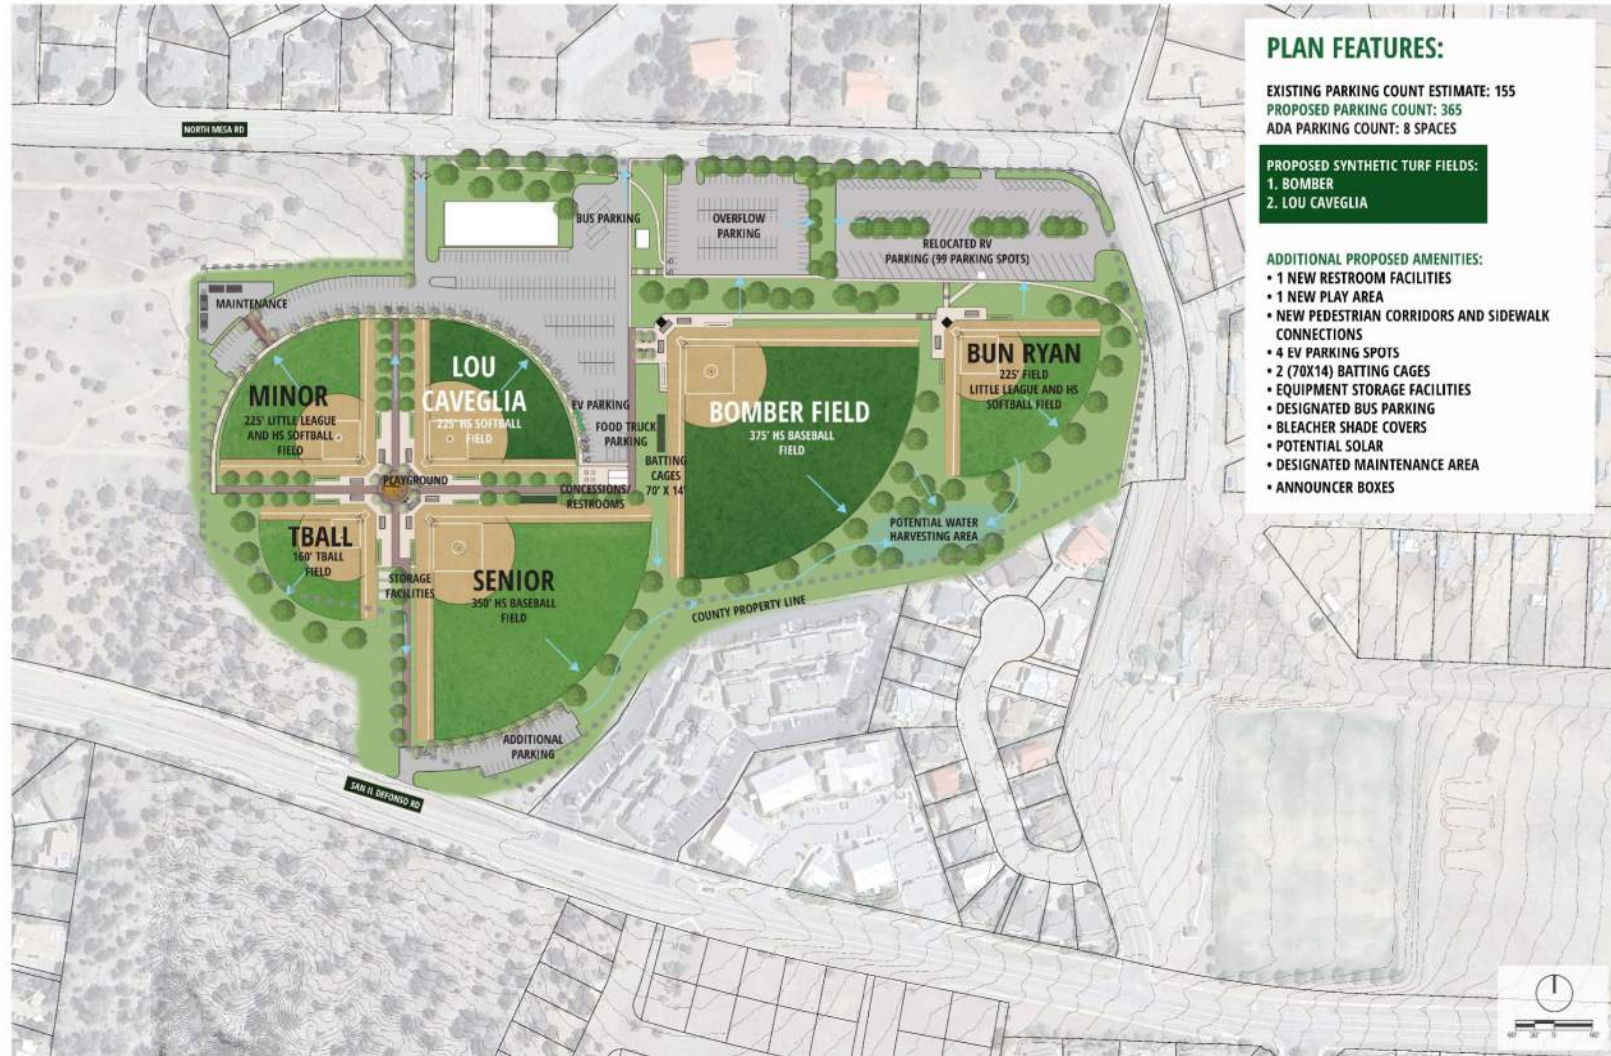 PLAN FEATURES:
EXISTING PARKING COUNT ESTIMATE: 155
PROPOSED PARKING COUNT: 365
ADA PARKING COUNT: 8 SPACES
PROPOSED SYNTHETIC TURF FIELDS:
1. BOMBER
2. LOU CAVEGLIA
ADDITIONAL PROPOSED AMENITIES:
• 1 NEW RESTROOM FACILITIES
• 1 NEW PLAY AREA
• NEW PEDESTRIAN CORRIDORS AND SIDEWALK
CONNECTIONS
• 4 EV PARKING SPOTS
• 2 (70X14) BATTING CAGES
• EQUIPMENT STORAGE FACILITIES
• DESIGNATED BUS PARKING
• BLEACHER SHADE COVERS
• POTENTIAL SOLAR
• DESIGNATED MAINTENANCE AREA
• ANNOUNCER BOXES
NORTH MESA RD
BUS PARKING
OVERFLOW
PARKING
RELOCATED RV
PARKING (99 PARKING SPOTS)
MAINTENANCE
MINOR
225' LITTLE LEAGUE
AND HS SOFTBALL
FIELD
LOU
CAVEGLIA
225' HS SOFTBALL
FIELD
EV PARKING
FOOD TRUCK
PARKING
BATTING
CAGES
70' X 14'
BOMBER FIELD
375' HS BASEBALL
FIELD
BUN RYAN
225' FIELD
LITTLE LEAGUE AND HS
SOFTBALL FIELD
PLAYGROUND
CONCESSIONS/
RESTROOMS
TBALL
160' TBALL
FIELD
STORAGE
FACILITIES
SENIOR
350' HS BASEBALL
FIELD
POTENTIAL WATER
HARVESTING AREA
COUNTY PROPERTY LINE
ADDITIONAL
PARKING
SAN IL DEFONSO RD